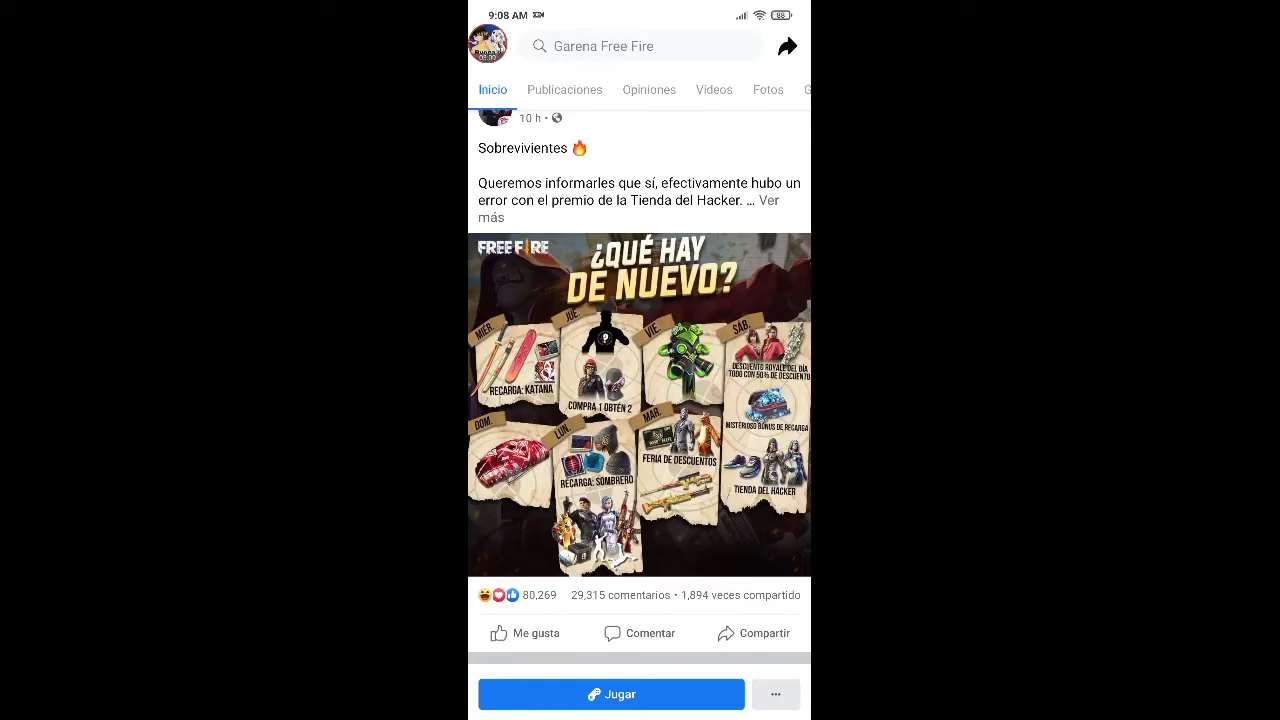 9:08 AM
88
08:09
Garena Free Fire
Inicio Publicaciones Opiniones Videos Fotos G
10 h
Sobrevivientes 🔥
Queremos informarles que sí, efectivamente hubo un
error con el premio de la Tienda del Hacker. ... Ver
más
FREE FIRE
¿QUÉ HAY
DE NUEVO?
MIÉR.
RECARGA: KATANA
JUE.
COMPRA 1 OBTÉN 2
VIE.
SÁB.
DESCUENTO ROYALE DEL DÍA
TODO CON 50% DE DESCUENTO
MISTERIOSO BONUS DE RECARGA
TIENDA DEL HACKER
DOM.
LUN.
RECARGA: SOMBRERO
MAR.
FERIA DE DESCUENTOS
80,269 29,315 comentarios • 1,894 veces compartido
Me gusta Comentar Compartir
Jugar